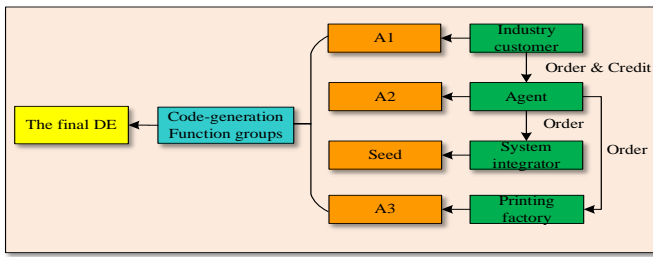 A1
Industry
customer
Order & Credit
A2
Agent
The final DE
Code-generation
Function groups
Order
Seed
System
integrator
Order
A3
Printing
factory